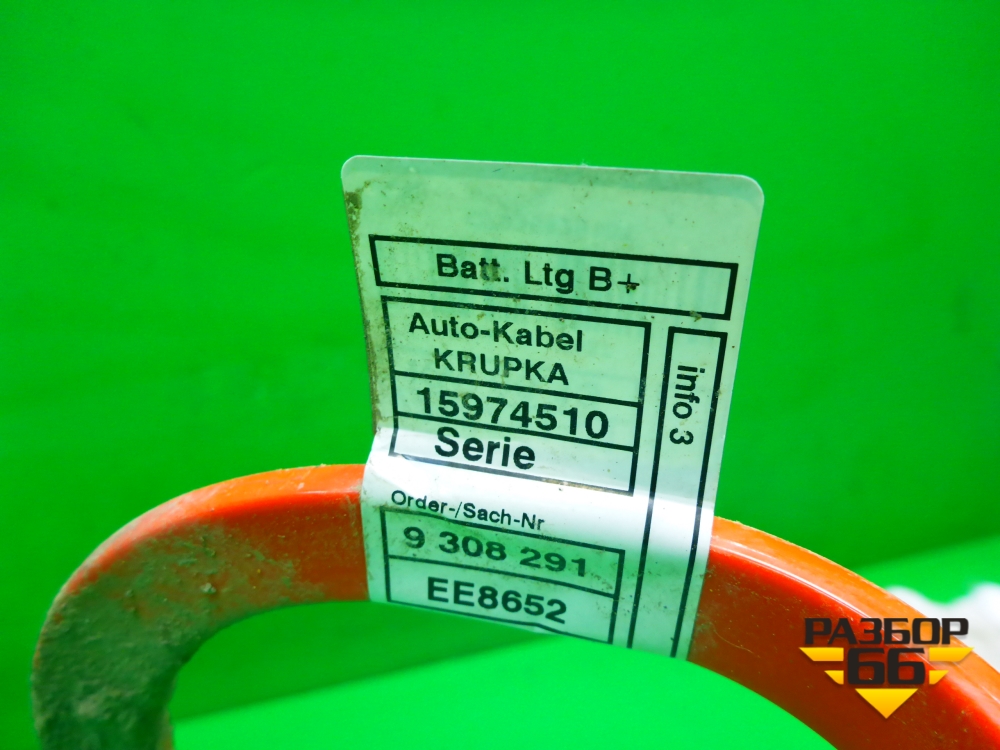 Batt. Ltg B+
Auto-Kabel
KRUPKA
15974510
Serie
info 3
Order-/Sach-Nr
9 308 291
EE8652
РАЗБОР
66